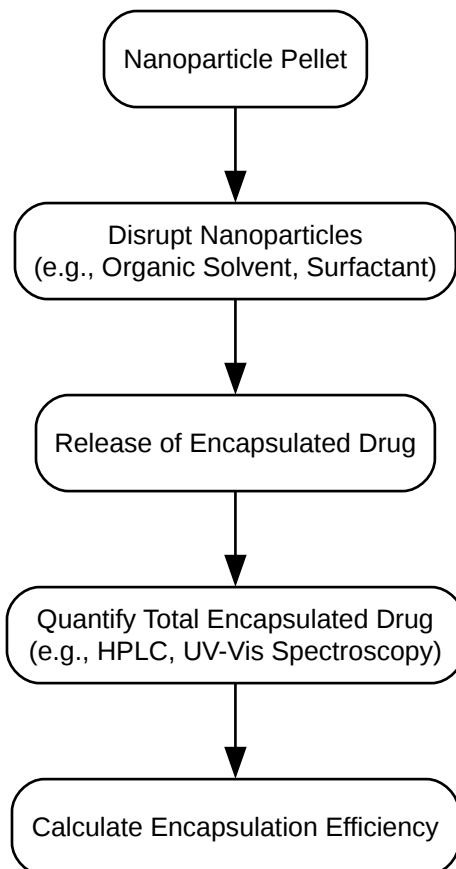 Nanoparticle Pellet
Disrupt Nanoparticles
(e.g., Organic Solvent, Surfactant)
Release of Encapsulated Drug
Quantify Total Encapsulated Drug
(e.g., HPLC, UV-Vis Spectroscopy)
Calculate Encapsulation Efficiency